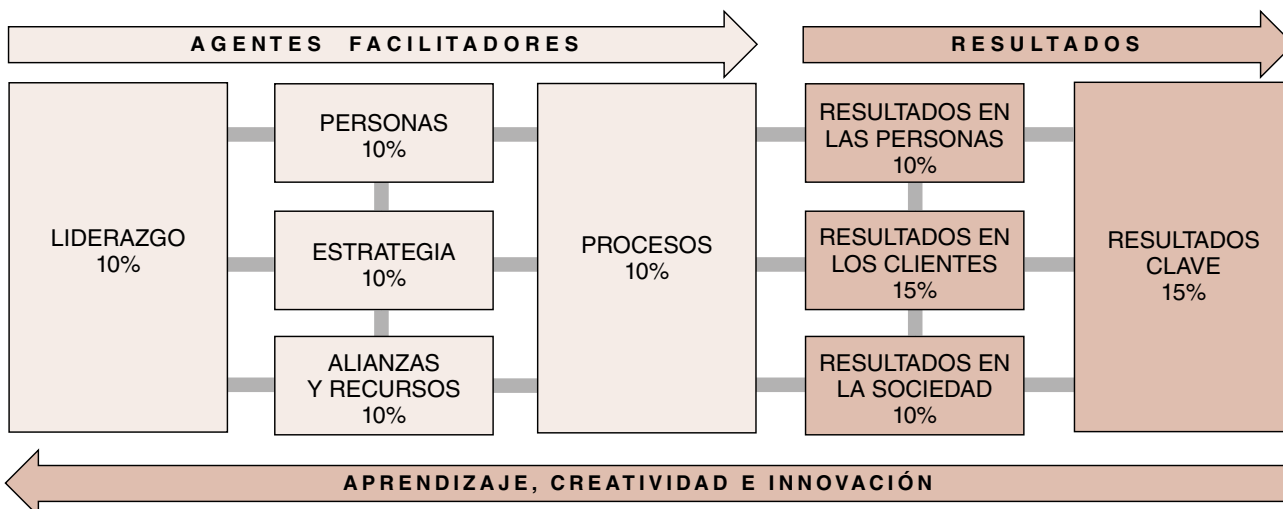 AGENTES FACILITADORES
RESULTADOS
LIDERAZGO
10%
PERSONAS
10%
ESTRATEGIA
10%
ALIANZAS
Y RECURSOS
10%
PROCESOS
10%
RESULTADOS EN
LAS PERSONAS
10%
RESULTADOS EN
LOS CLIENTES
15%
RESULTADOS EN
LA SOCIEDAD
10%
RESULTADOS
CLAVE
15%
APRENDIZAJE, CREATIVIDAD E INNOVACIÓN